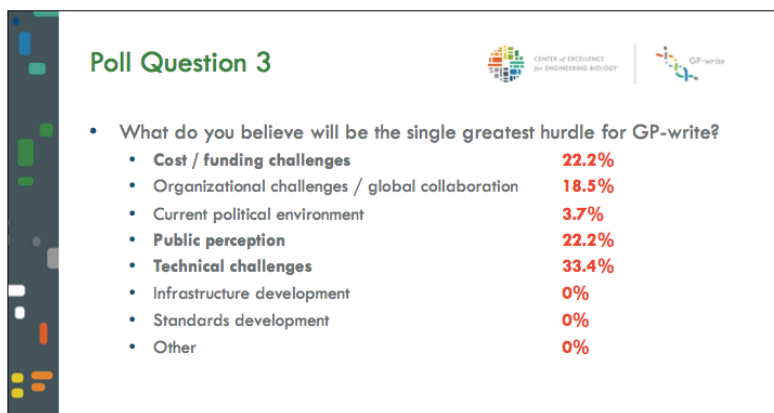 Poll Question 3
CENTER of EXCELLENCE
for ENGINEERING BIOLOGY
GP-write
• What do you believe will be the single greatest hurdle for GP-write?
• Cost / funding challenges 22.2%
• Organizational challenges / global collaboration 18.5%
• Current political environment 3.7%
• Public perception 22.2%
• Technical challenges 33.4%
• Infrastructure development 0%
• Standards development 0%
• Other 0%